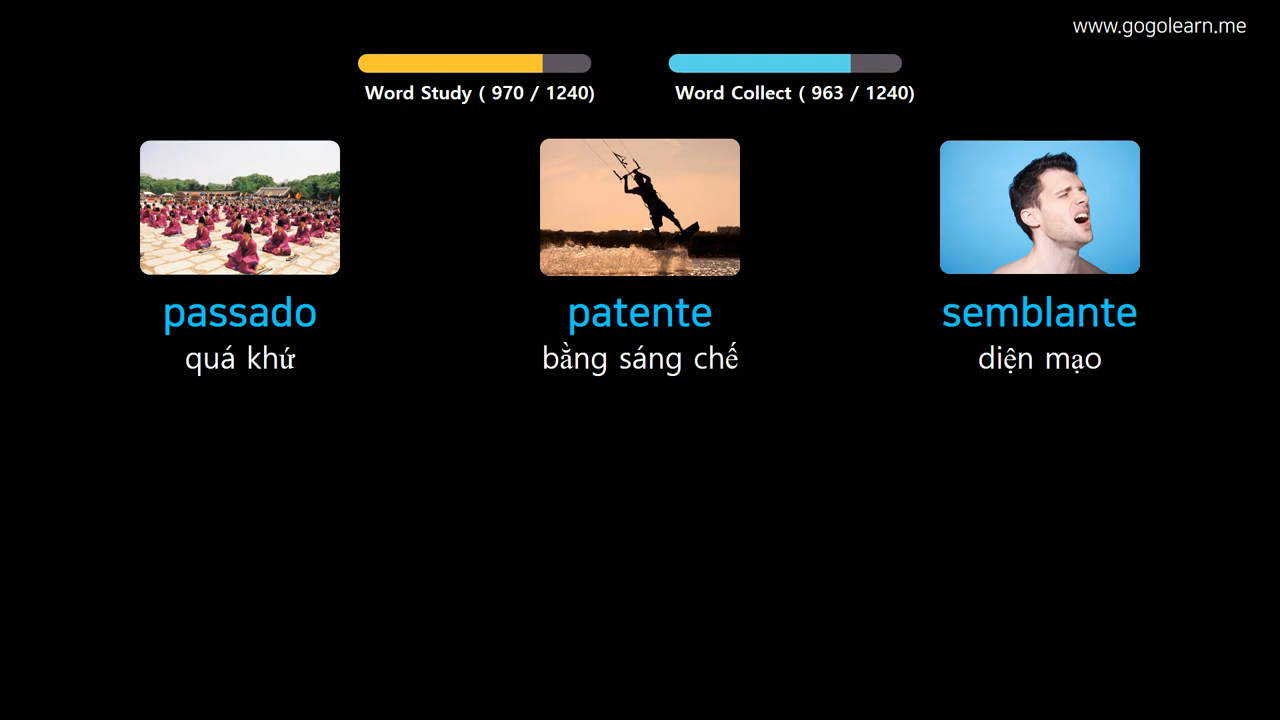 www.gogolearn.me
Word Study ( 970 / 1240)
Word Collect ( 963 / 1240)
passado
patente
semblante
quá khứ
bằng sáng chế
diện mạo